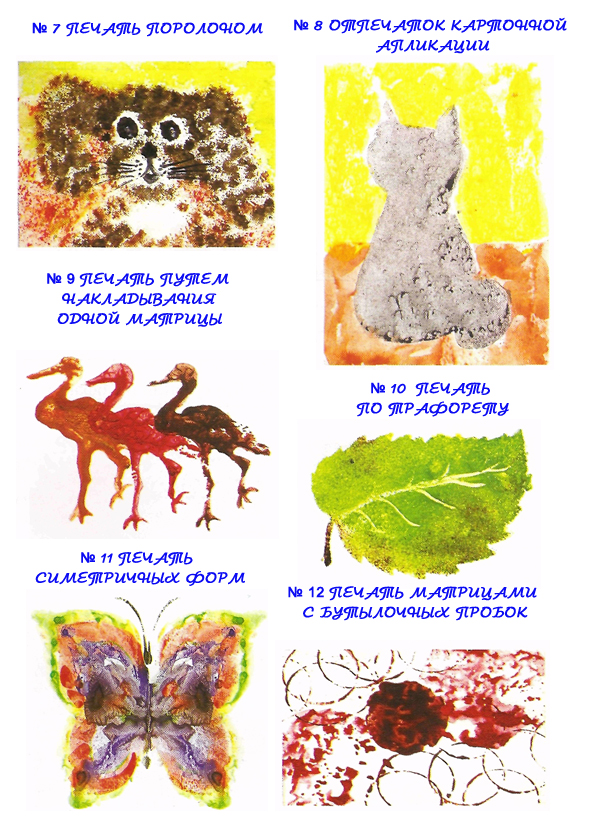 № 7 ПЕЧАТЬ ПОРОЛОНОМ
№ 8 ОТПЕЧАТОК КАРТОННОЙ
АПЛИКАЦИИ
№ 9 ПЕЧАТЬ ПУТЕМ
НАКЛАДЫВАНИЯ
ОДНОЙ МАТРИЦЫ
№ 10 ПЕЧАТЬ
ПО ТРАФОРЕТУ
№ 11 ПЕЧАТЬ
СИМЕТРИЧНЫХ ФОРМ
№ 12 ПЕЧАТЬ МАТРИЦАМИ
С БУТЫЛОЧНЫХ ПРОБОК